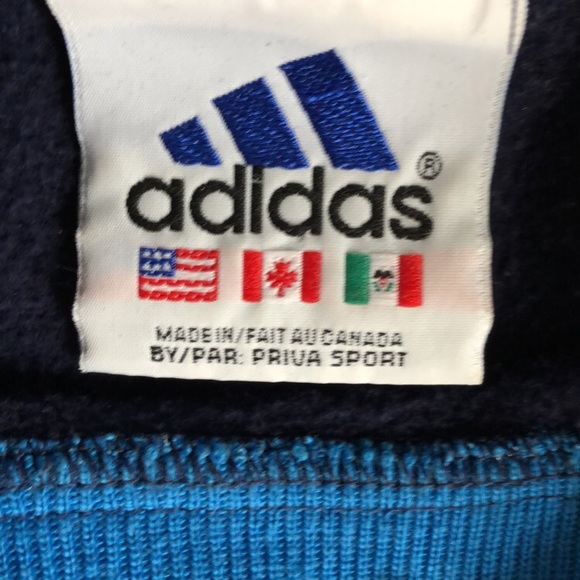 adidas®
MADE IN/FAIT AU CANADA
BY/PAR: PRIVA SPORT